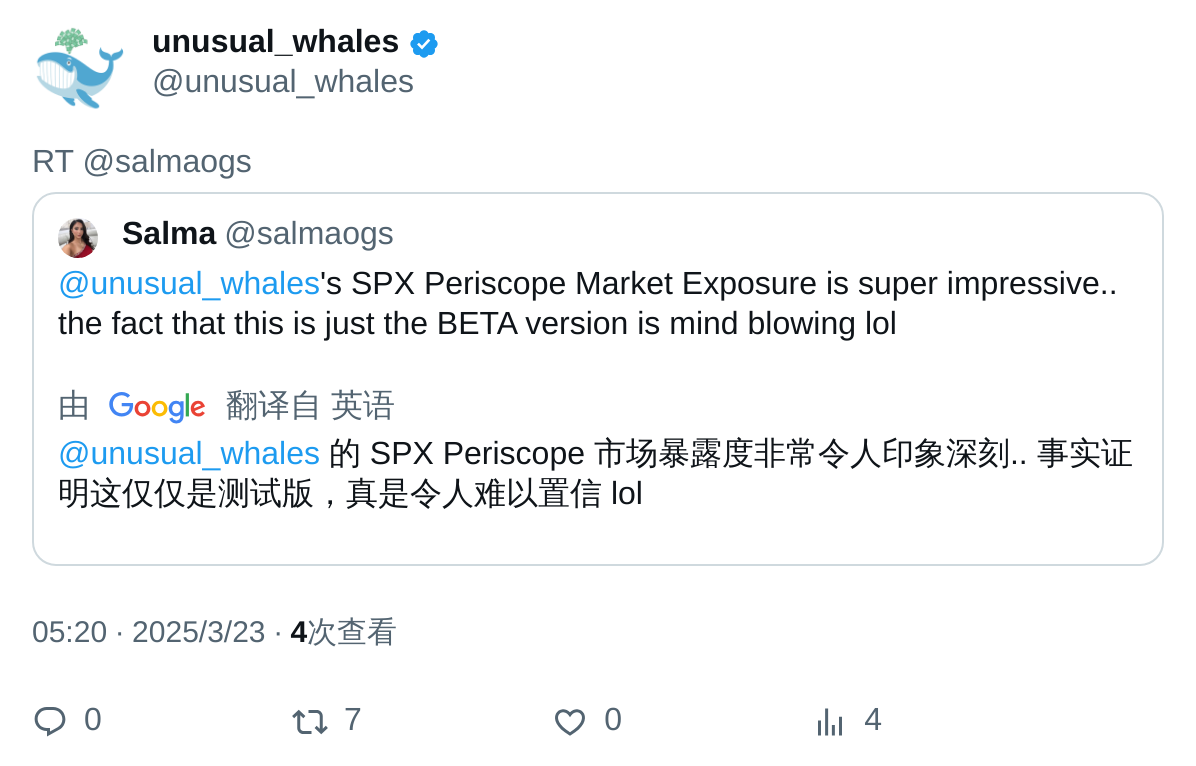 unusual_whales
@unusual_whales
RT @salmaogs
Salma @salmaogs
@unusual_whales's SPX Periscope Market Exposure is super impressive..
the fact that this is just the BETA version is mind blowing lol
由 Google 翻译自 英语
@unusual_whales 的 SPX Periscope 市场暴露度非常令人印象深刻.. 事实证
明这仅仅是测试版，真是令人难以置信 lol
05:20 · 2025/3/23 · 4次查看
0 7 0 4